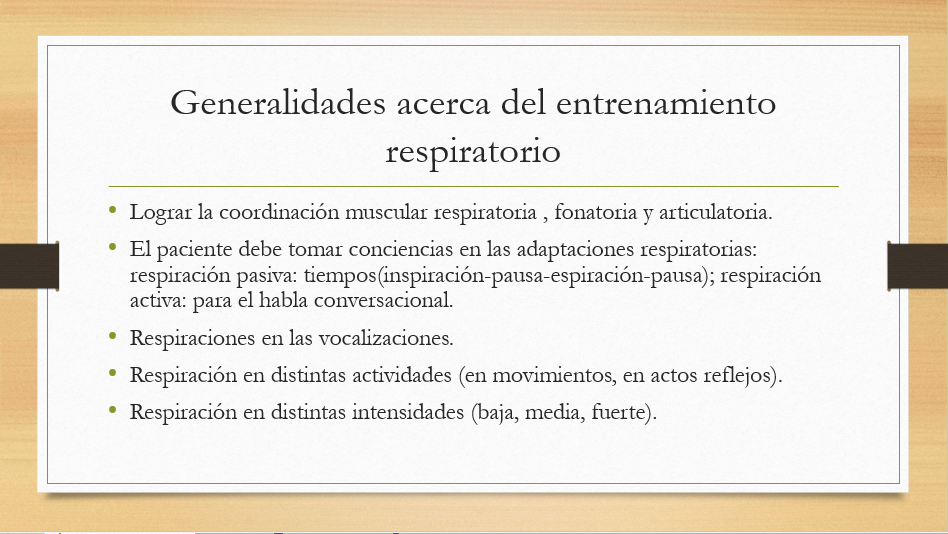 Generalidades acerca del entrenamiento
respiratorio
• Lograr la coordinación muscular respiratoria , fonatoria y articulatoria.
• El paciente debe tomar conciencias en las adaptaciones respiratorias:
respiración pasiva: tiempos(inspiración-pausa-espiración-pausa); respiración
activa: para el habla conversacional.
• Respiraciones en las vocalizaciones.
• Respiración en distintas actividades (en movimientos, en actos reflejos).
• Respiración en distintas intensidades (baja, media, fuerte).